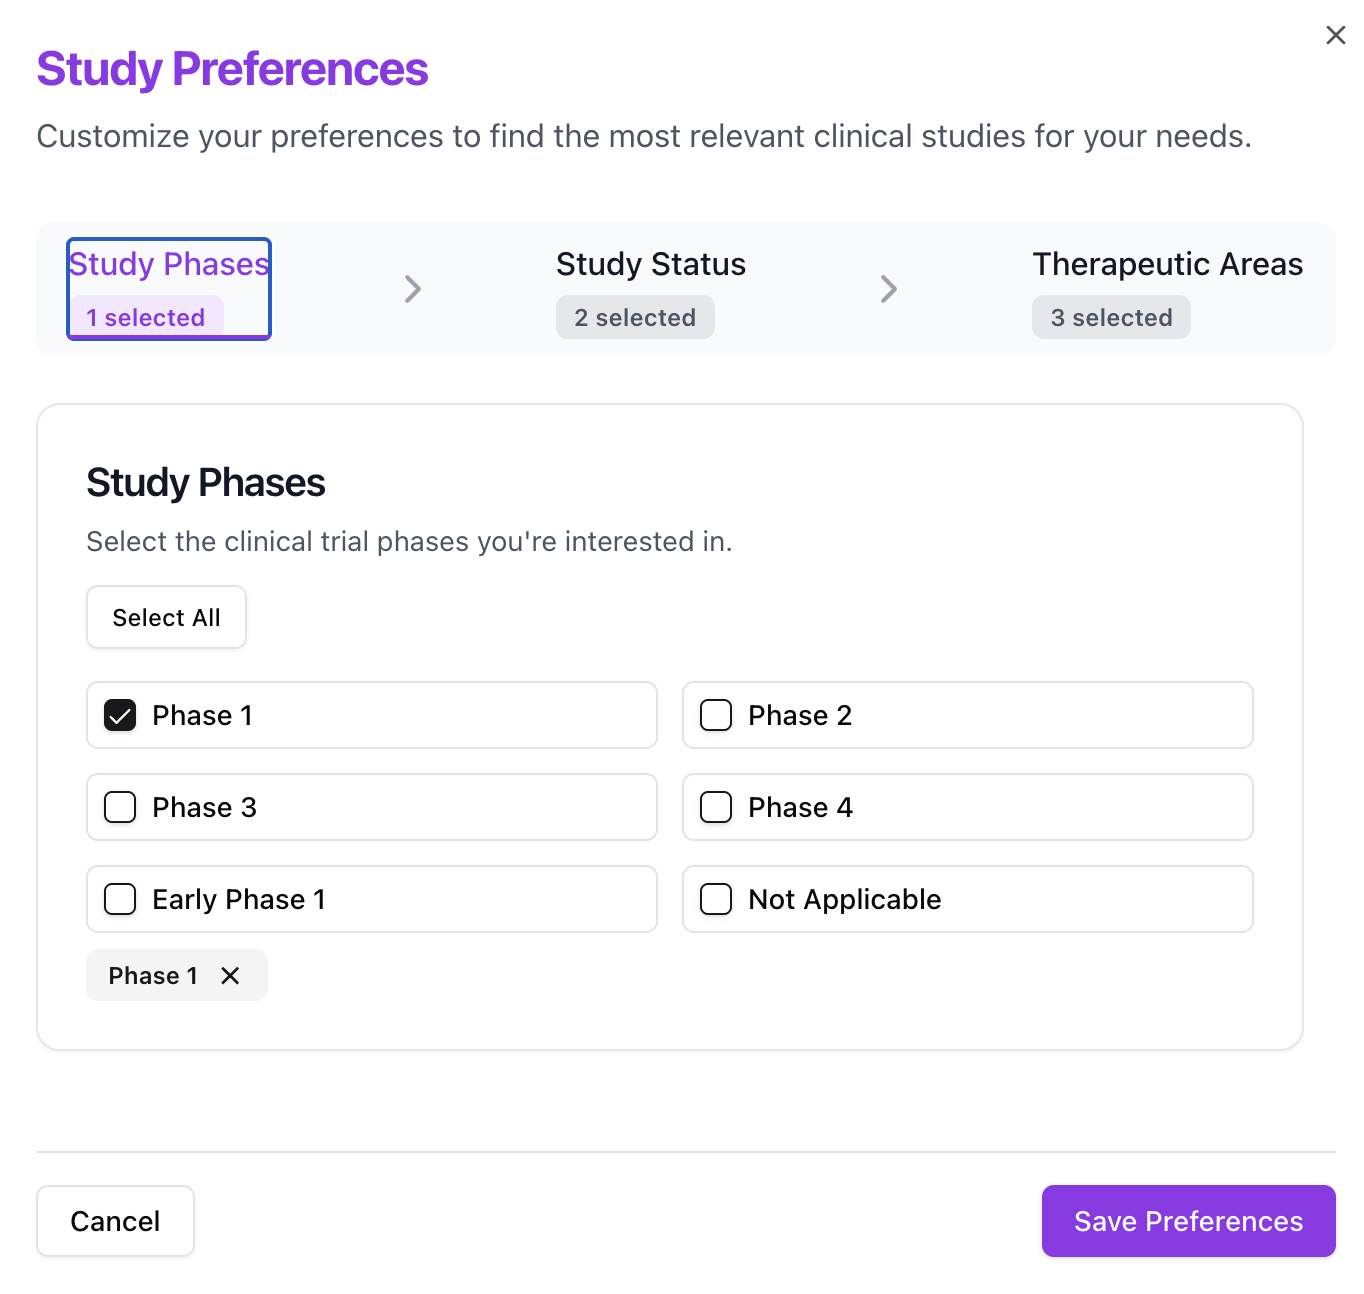 Study Preferences
Customize your preferences to find the most relevant clinical studies for your needs.
Study Phases
1 selected
Study Status
2 selected
Therapeutic Areas
3 selected
Study Phases
Select the clinical trial phases you're interested in.
Select All
Phase 1
Phase 2
Phase 3
Phase 4
Early Phase 1
Not Applicable
Phase 1
Cancel
Save Preferences